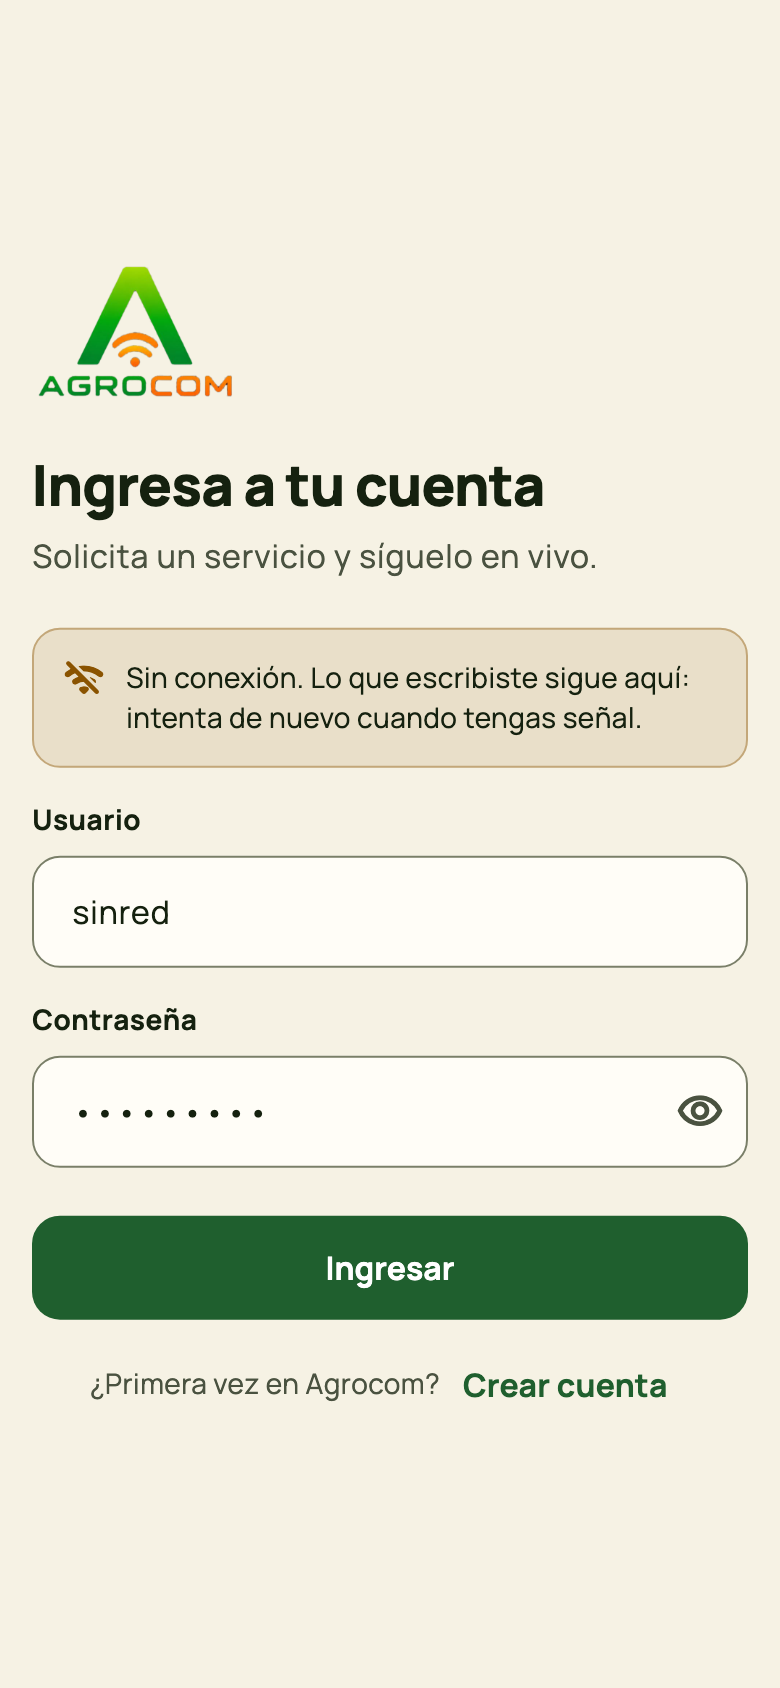 AGROCOM
Ingresa a tu cuenta
Solicita un servicio y síguelo en vivo.
Sin conexión. Lo que escribiste sigue aquí:
intenta de nuevo cuando tengas señal.
Usuario
sinred
Contraseña
•••••••••
Ingresar
¿Primera vez en Agrocom? Crear cuenta